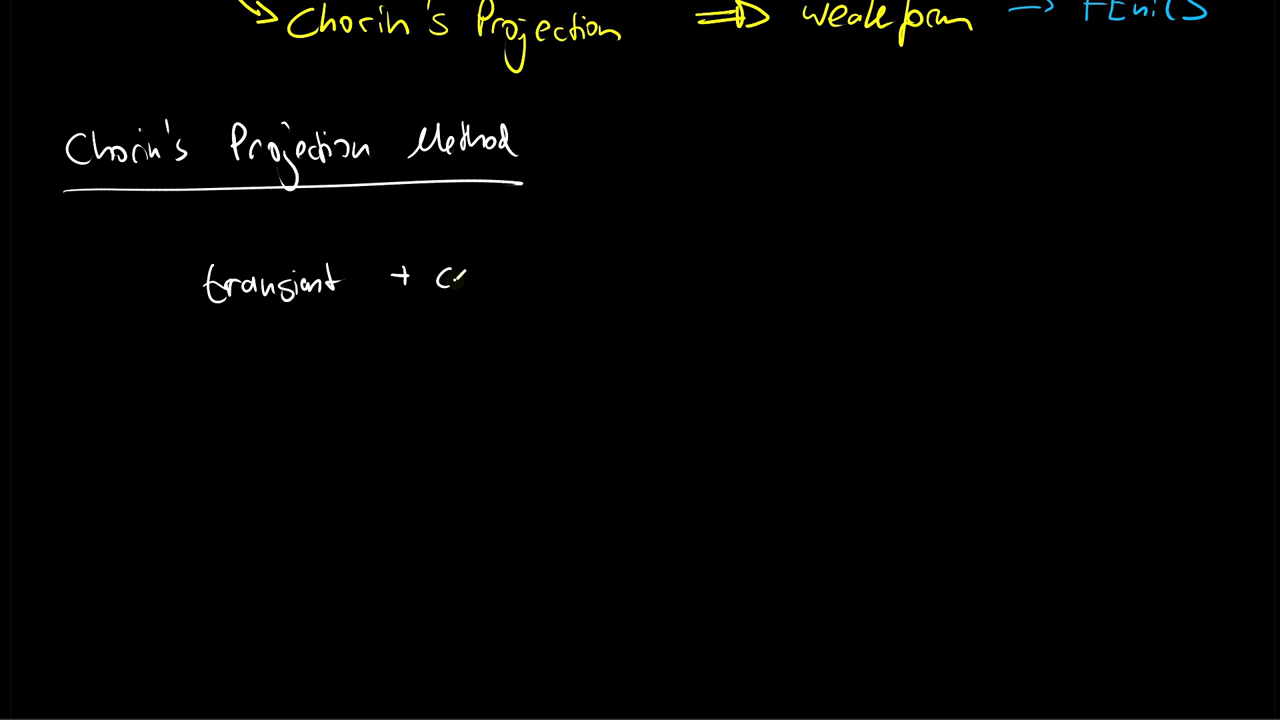 ↳ Chorin's Projection ⇒ weak form → FEniCS
Chorin's Projection Method
transient + c